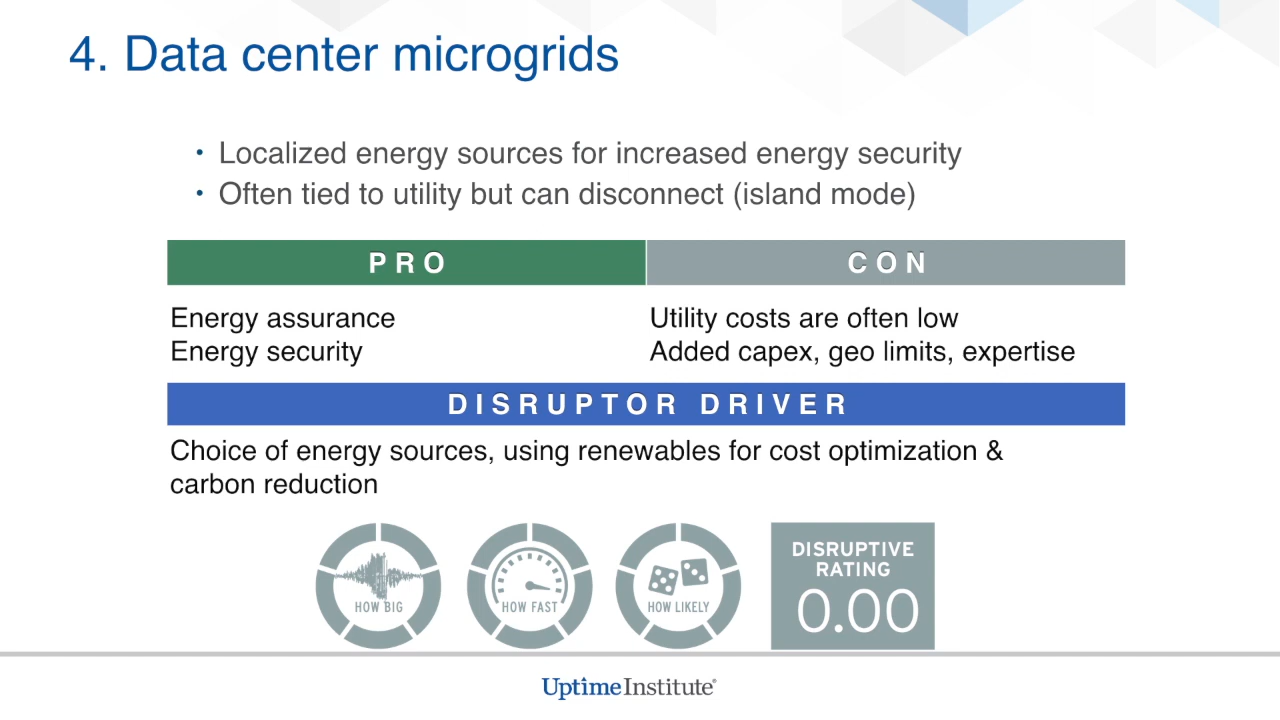 4. Data center microgrids
• Localized energy sources for increased energy security
• Often tied to utility but can disconnect (island mode)
PRO
CON
Energy assurance
Energy security
Utility costs are often low
Added capex, geo limits, expertise
DISRUPTOR DRIVER
Choice of energy sources, using renewables for cost optimization &
carbon reduction
HOW BIG
HOW FAST
HOW LIKELY
DISRUPTIVE
RATING
0.00
UptimeInstitute®